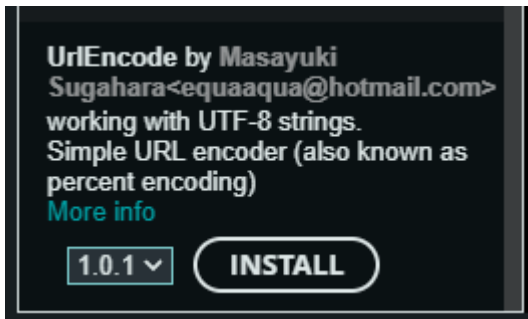 UrlEncode by Masayuki
Sugahara<equaaqua@hotmail.com>
working with UTF-8 strings.
Simple URL encoder (also known as
percent encoding)
More info
1.0.1
INSTALL